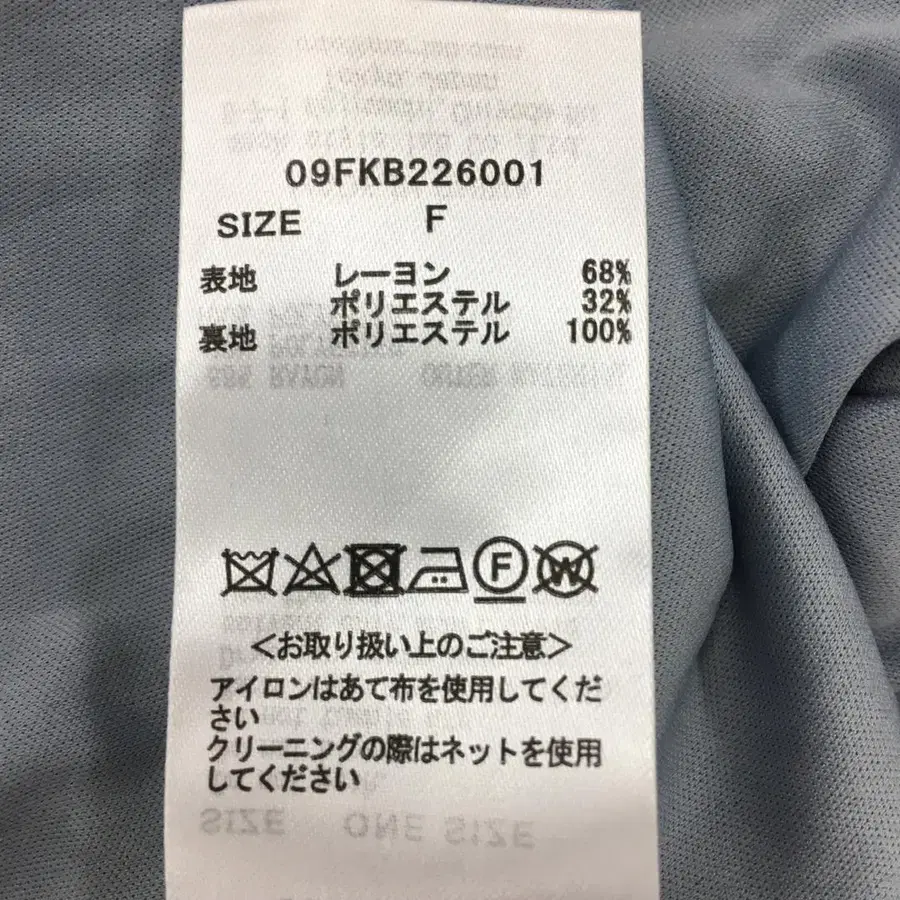 09FKB226001
SIZE F
表地 レーヨン 68%
ポリエステル 32%
裏地 ポリエステル 100%
F
W
<お取り扱い上のご注意>
アイロンはあて布を使用してくだ
さい
クリーニングの際はネットを使用
してください
SIZE ONE SIZE